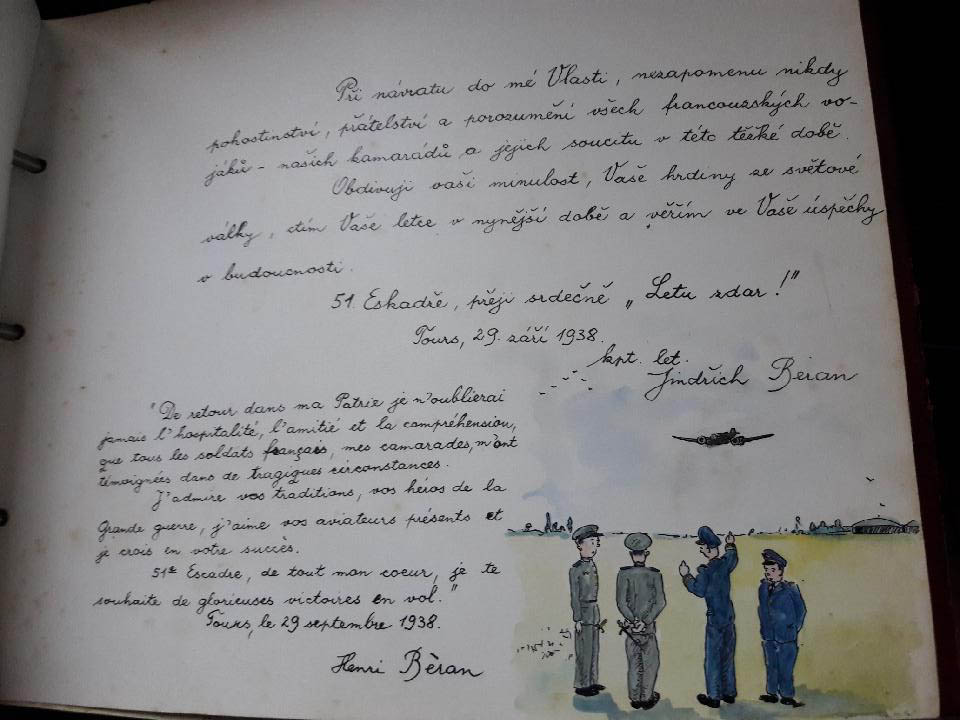 Při návratu do mé Vlasti, nezapomenu nikdy
pohostinství, přátelství a porozumění všech francouzských vo-
jáků - našich kamarádů a jejich soucitu v této těžké době.
Obdivuji vaši minulost, Vaše hrdiny ze světové
války, ctím Vaše letce v nynější době a věřím ve Vaše úspěchy
v budoucnosti.
51. Eskadře, přeji srdečně „Letu zdar!"
Tours, 29. září 1938.
kpt. let.
Jindřich Bèran
"De retour dans ma Patrie je n'oublierai
jamais l'hospitalité, l'amitié et la compréhension,
que tous les soldats français, mes camarades, m'ont
témoignées dans de tragiques circonstances.
J'admire vos traditions, vos héros de la
Grande guerre, j'aime vos aviateurs présents et
je crois en votre succès.
51e Escadre, de tout mon coeur, je te
souhaite de glorieuses victoires en vol."
Tours, le 29 septembre 1938.
Henri Bèran